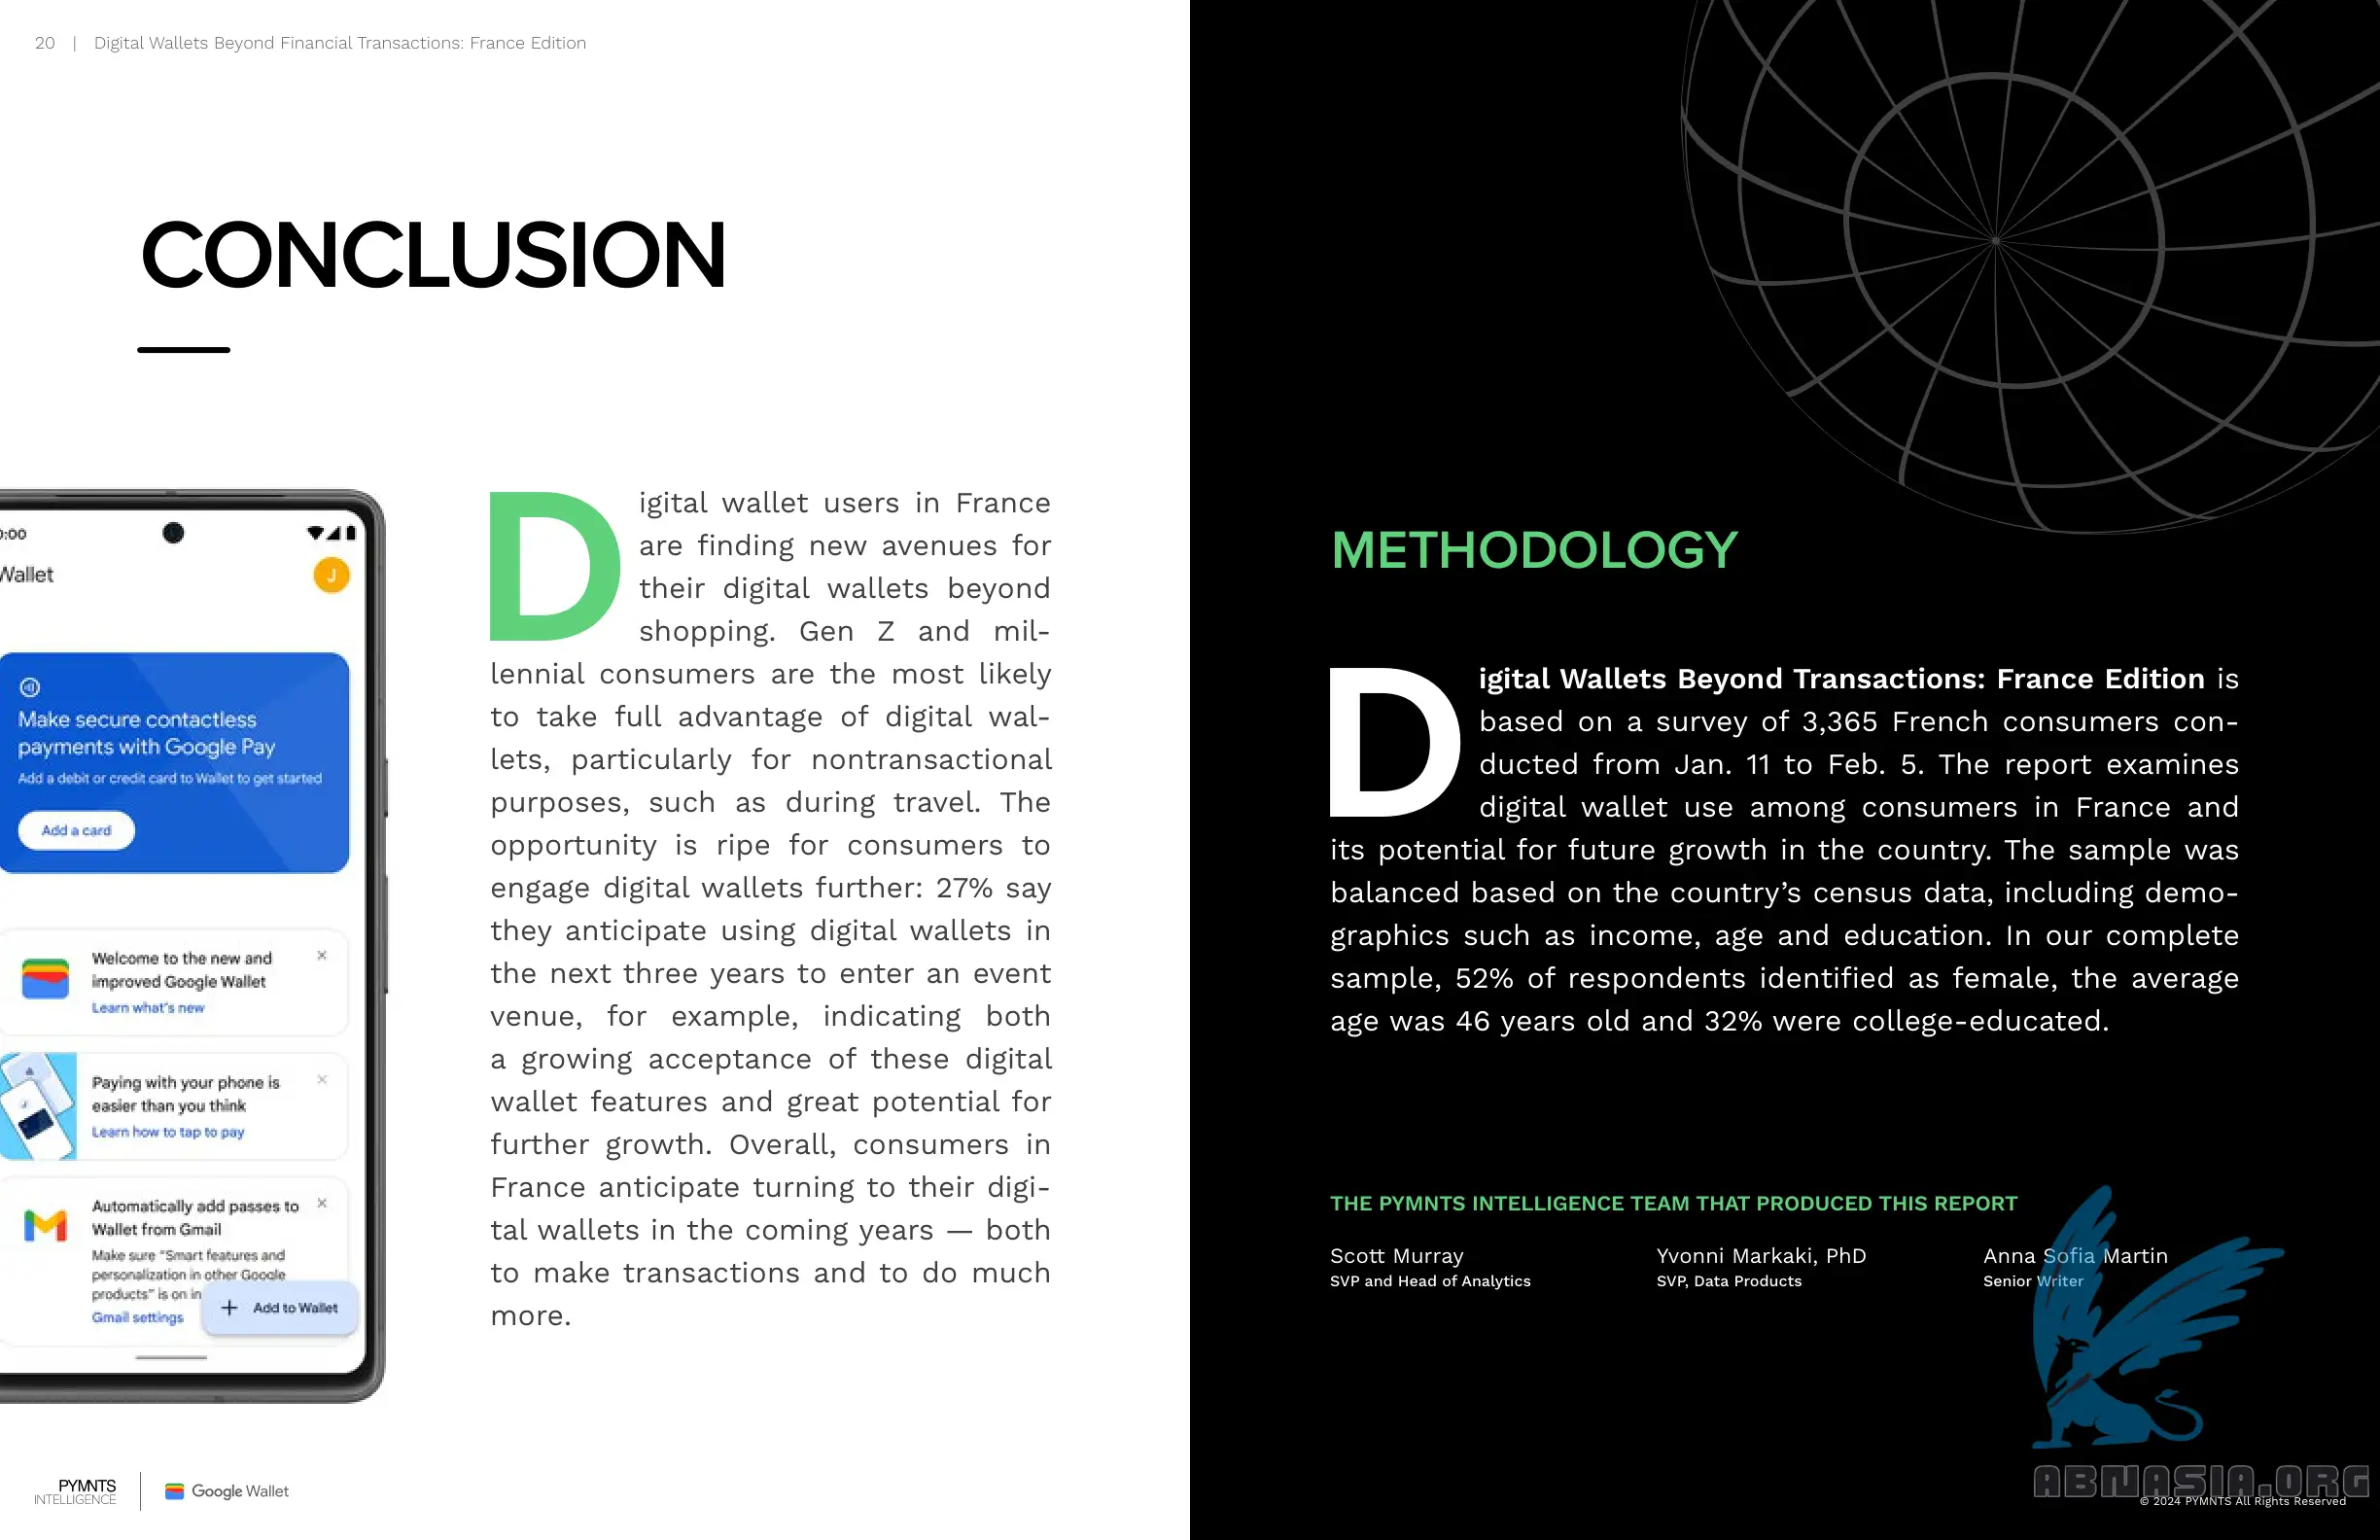 20 | Digital Wallets Beyond Financial Transactions: France Edition
CONCLUSION
0:00
Wallet
J
Make secure contactless
payments with Google Pay
Add a debit or credit card to Wallet to get started
Add a card
Welcome to the new and
improved Google Wallet
Learn what's new
Paying with your phone is
easier than you think
Learn how to tap to pay
Automatically add passes to
Wallet from Gmail
Make sure "Smart features and
personalization in other Google
products" is on in
Gmail settings
+ Add to Wallet
Digital wallet users in France
are finding new avenues for
their digital wallets beyond
shopping. Gen Z and mil-
lennial consumers are the most likely
to take full advantage of digital wal-
lets, particularly for nontransactional
purposes, such as during travel. The
opportunity is ripe for consumers to
engage digital wallets further: 27% say
they anticipate using digital wallets in
the next three years to enter an event
venue, for example, indicating both
a growing acceptance of these digital
wallet features and great potential for
further growth. Overall, consumers in
France anticipate turning to their digi-
tal wallets in the coming years — both
to make transactions and to do much
more.
PYMNTS
INTELLIGENCE
Google Wallet
METHODOLOGY
Digital Wallets Beyond Transactions: France Edition is
based on a survey of 3,365 French consumers con-
ducted from Jan. 11 to Feb. 5. The report examines
digital wallet use among consumers in France and
its potential for future growth in the country. The sample was
balanced based on the country’s census data, including demo-
graphics such as income, age and education. In our complete
sample, 52% of respondents identified as female, the average
age was 46 years old and 32% were college-educated.
THE PYMNTS INTELLIGENCE TEAM THAT PRODUCED THIS REPORT
Scott Murray
SVP and Head of Analytics
Yvonni Markaki, PhD
SVP, Data Products
Anna Sofia Martin
Senior Writer
ABNASIA.ORG
© 2024 PYMNTS All Rights Reserved